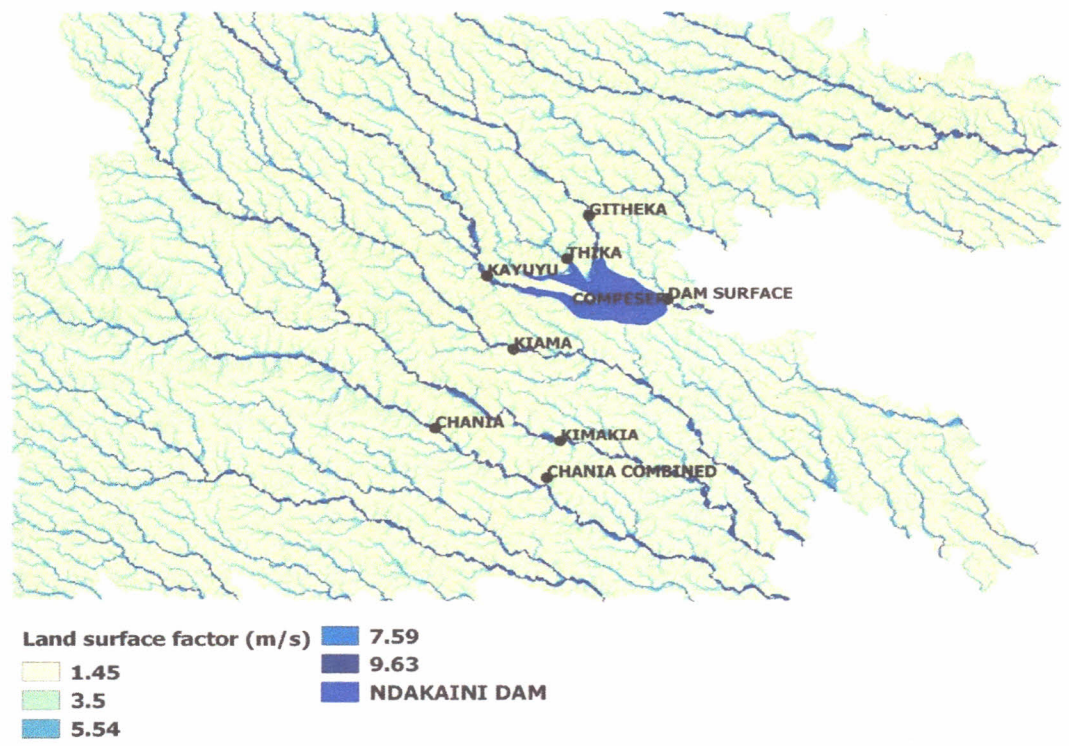 GITHEKA
THIKA
KAYUYU
COMPESER
DAM SURFACE
KIAMA
CHANIA
KIMAKIA
CHANIA COMBINED
Land surface factor (m/s)
1.45
3.5
5.54
7.59
9.63
NDAKAINI DAM